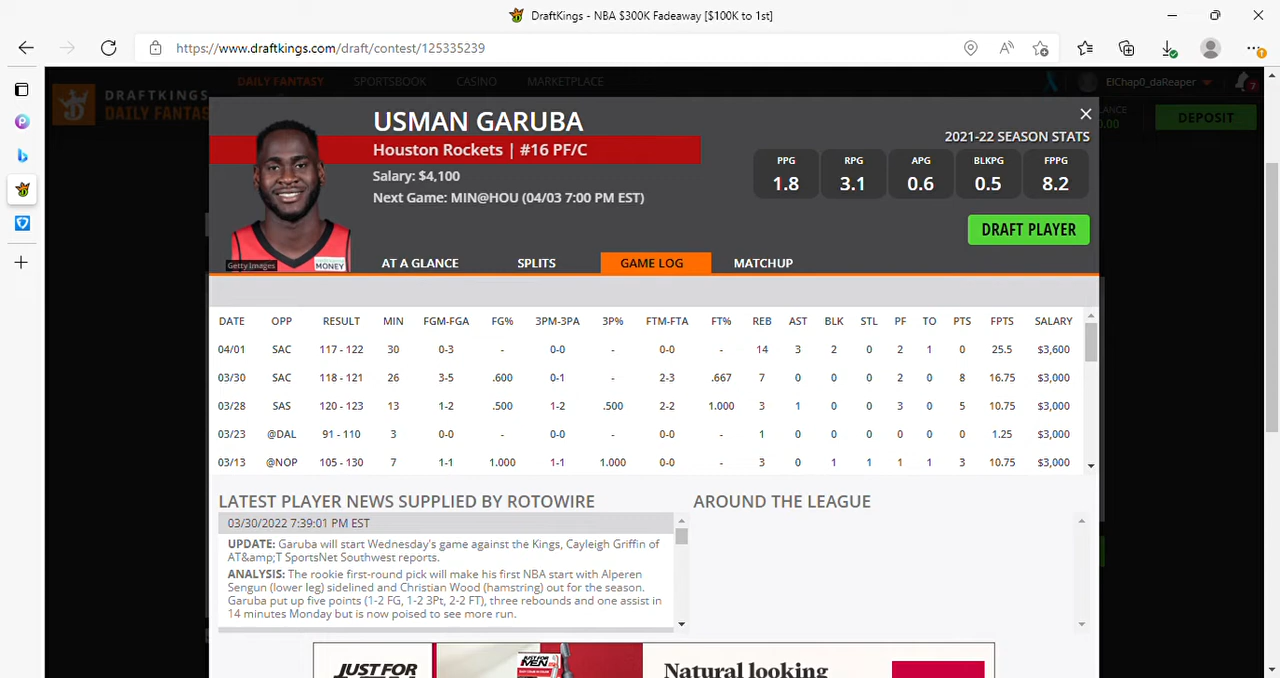 DraftKings - NBA $300K Fadeaway [$100K to 1st]
https://www.draftkings.com/draft/contest/125335239
DAILY FANTASY SPORTSBOOK CASINO MARKETPLACE
ElChap0_daReaper
7
DRAFTKINGS
DAILY FANTAS
DEPOSIT
USMAN GARUBA
Houston Rockets | #16 PF/C
Salary: $4,100
Next Game: MIN@HOU (04/03 7:00 PM EST)
2021-22 SEASON STATS
PPG RPG APG BLKPG FPPG
1.8 3.1 0.6 0.5 8.2
DRAFT PLAYER
Getty Images
MONEY
AT A GLANCE SPLITS GAME LOG MATCHUP
DATE OPP RESULT MIN FGM-FGA FG% 3PM-3PA 3P% FTM-FTA FT% REB AST BLK STL PF TO PTS FPTS SALARY
04/01 SAC 117 - 122 30 0-3 - 0-0 - 0-0 - 14 3 2 0 2 1 0 25.5 $3,600
03/30 SAC 118 - 121 26 3-5 .600 0-1 - 2-3 .667 7 0 0 0 2 0 8 16.75 $3,000
03/28 SAS 120 - 123 13 1-2 .500 1-2 .500 2-2 1.000 3 1 0 0 3 0 5 10.75 $3,000
03/23 @DAL 91 - 110 3 0-0 - 0-0 - 0-0 - 1 0 0 0 0 0 0 1.25 $3,000
03/13 @NOP 105 - 130 7 1-1 1.000 1-1 1.000 0-0 - 3 0 1 1 1 1 3 10.75 $3,000
LATEST PLAYER NEWS SUPPLIED BY ROTOWIRE
AROUND THE LEAGUE
03/30/2022 7:39:01 PM EST
UPDATE: Garuba will start Wednesday's game against the Kings, Cayleigh Griffin of
AT&amp;T SportsNet Southwest reports.
ANALYSIS: The rookie first-round pick will make his first NBA start with Alperen
Sengun (lower leg) sidelined and Christian Wood (hamstring) out for the season.
Garuba put up five points (1-2 FG, 1-2 3Pt, 2-2 FT), three rebounds and one assist in
14 minutes Monday but is now poised to see more run.
JUST FOR
JUST FOR
MEN
Natural looking